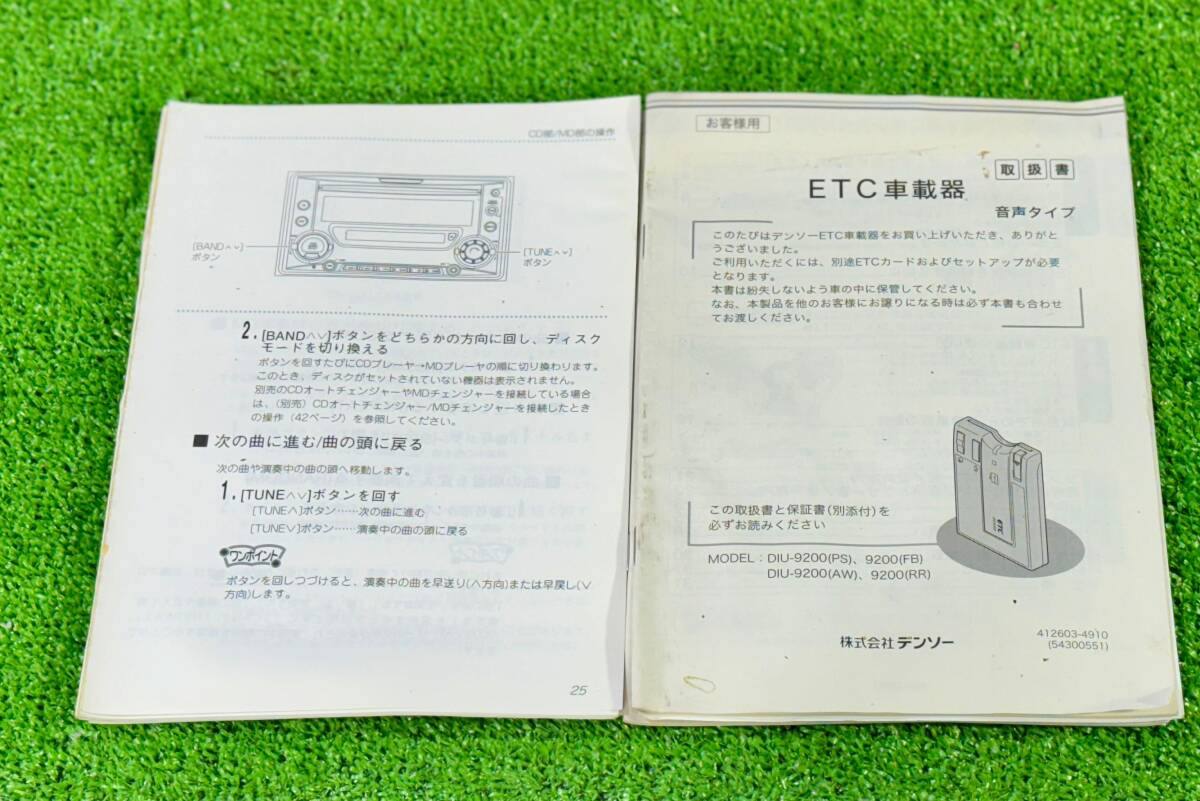 CD部/MD部の操作
[BAND∧∨]
ボタン
[TUNE∧∨]
ボタン
2. [BAND∧∨]ボタンをどちらかの方向に回し、ディスク
モードを切り換える
ボタンを回すたびにCDプレーヤ→MDプレーヤの順に切り換わります。
このとき、ディスクがセットされていない機器は表示されません。
別売のCDオートチェンジャーやMDチェンジャーを接続している場合
は、（別売）CDオートチェンジャー/MDチェンジャーを接続したとき
の操作（42ページ）を参照してください。
■ 次の曲に進む/曲の頭に戻る
次の曲や演奏中の曲の頭へ移動します。
1. [TUNE∧∨]ボタンを回す
[TUNE∧]ボタン……次の曲に進む
[TUNE∨]ボタン……演奏中の曲の頭に戻る
ワンポイント
ボタンを回しつづけると、演奏中の曲を早送り(∧方向)または早戻し(∨
方向)します。
25
お客様用
取扱書
ETC車載器
音声タイプ
このたびはデンソーETC車載器をお買い上げいただき、ありがと
うございました。
ご利用いただくには、別途ETCカードおよびセットアップが必要
となります。
本書は紛失しないよう車の中に保管してください。
なお、本製品を他のお客様にお譲りになる時は必ず本書も合わせ
てお渡しください。
ETC
この取扱書と保証書(別添付)を
必ずお読みください
MODEL：DIU-9200(PS)、9200(FB)
DIU-9200(AW)、9200(RR)
株式会社デンソー
412603-4910
(54300551)